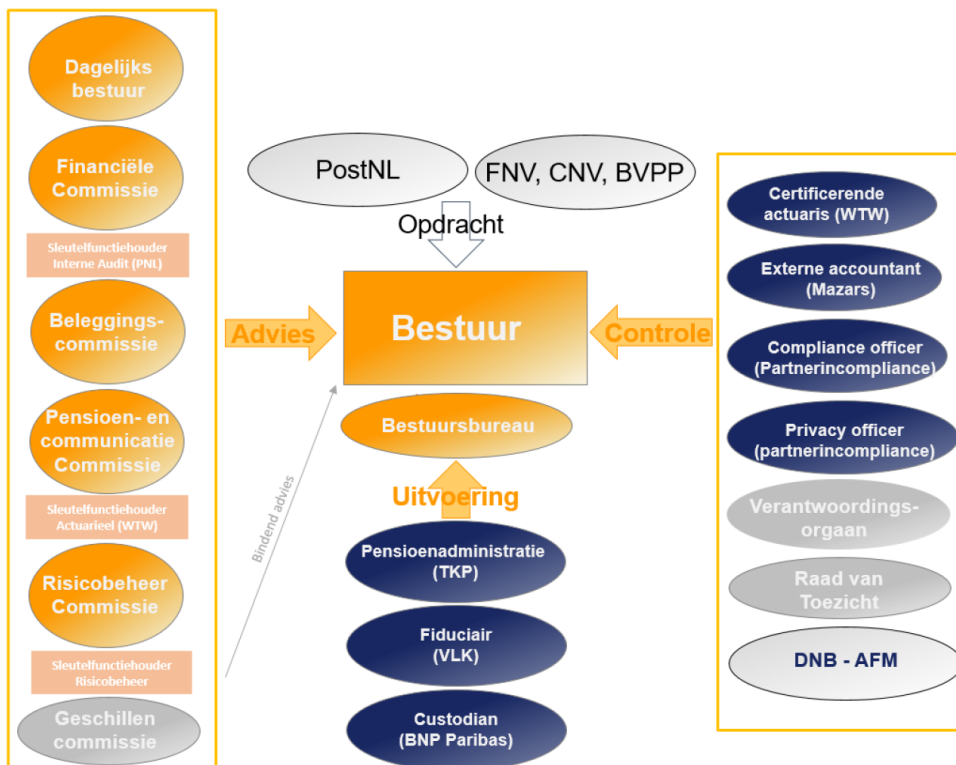 Dagelijks
bestuur
Financiële
Commissie
Sleutelfunctiehouder
Interne Audit (PNL)
Beleggings-
commissie
Pensioen- en
communicatie
Commissie
Sleutelfunctiehouder
Actuarieel (WTW)
Risicobeheer
Commissie
Sleutelfunctiehouder
Risicobeheer
Geschillen
commissie
PostNL
FNV, CNV, BVPP
Opdracht
Advies
Bestuur
Controle
Bestuursbureau
Bindend advies
Uitvoering
Pensioenadministratie
(TKP)
Fiduciair
(VLK)
Custodian
(BNP Paribas)
Certificerende
actuaris (WTW)
Externe accountant
(Mazars)
Compliance officer
(Partnerincompliance)
Privacy officer
(partnerincompliance)
Verantwoordings-
orgaan
Raad van
Toezicht
DNB - AFM